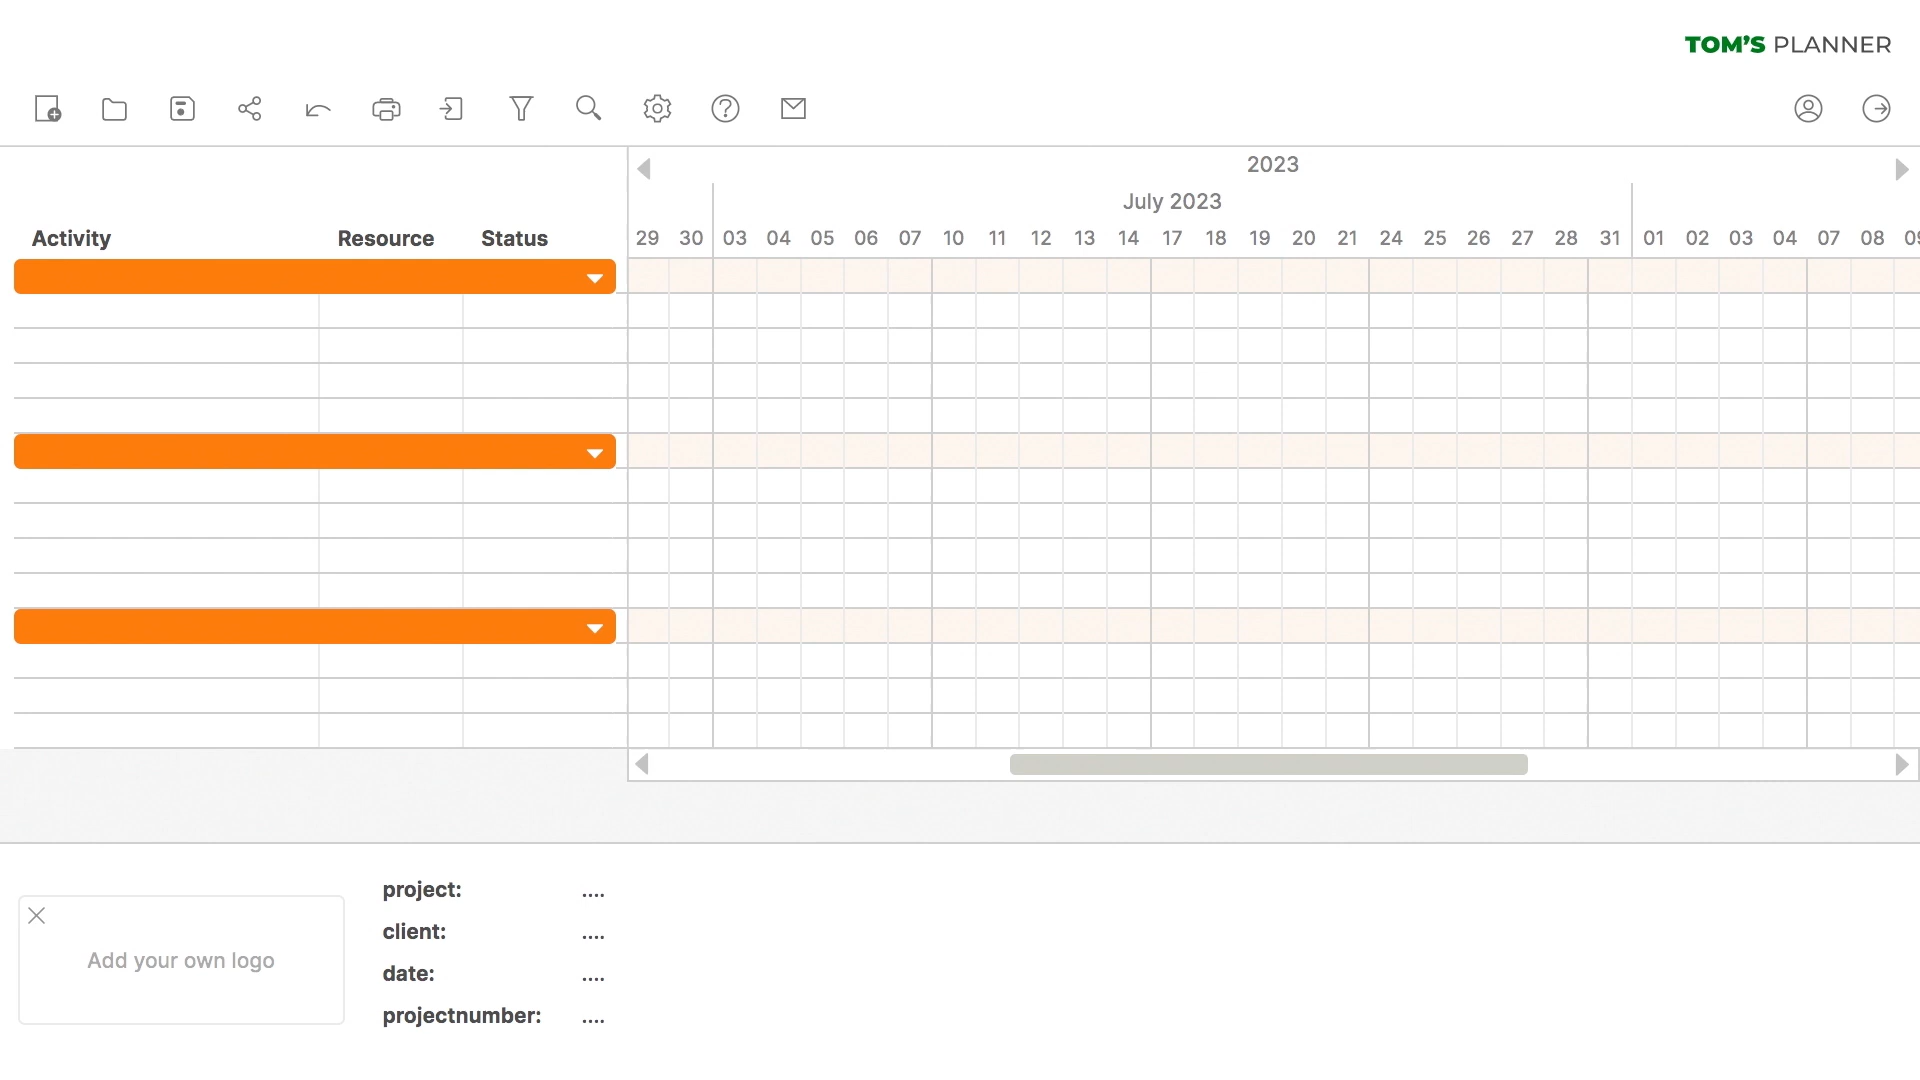 TOM'S PLANNER
2023
July 2023
Activity Resource Status 29 30 03 04 05 06 07 10 11 12 13 14 17 18 19 20 21 24 25 26 27 28 31 01 02 03 04 07 08 09
project: ....
client: ....
Add your own logo
date: ....
projectnumber: ....